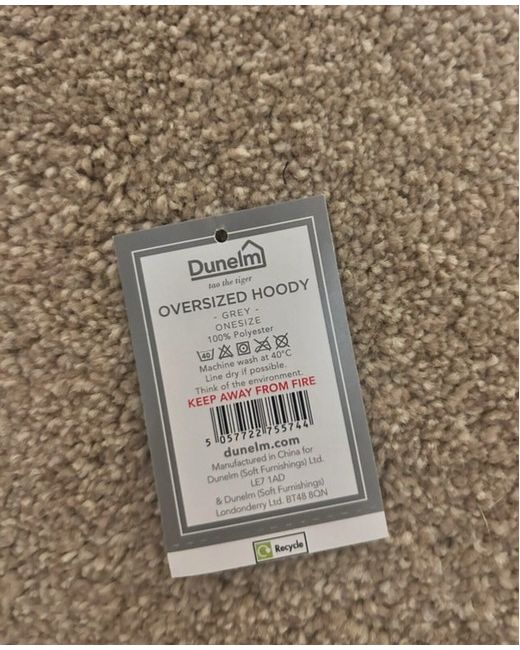 Dunelm
tao the tiger
OVERSIZED HOODY
- GREY -
ONESIZE
100% Polyester
40
Machine wash at 40°C
Line dry if possible.
Think of the environment.
KEEP AWAY FROM FIRE
5 057722 755744
dunelm.com
Manufactured in China for
Dunelm (Soft Furnishings) Ltd.
LE7 1AD
& Dunelm (Soft Furnishings)
Londonderry Ltd. BT48 8QN
Recycle